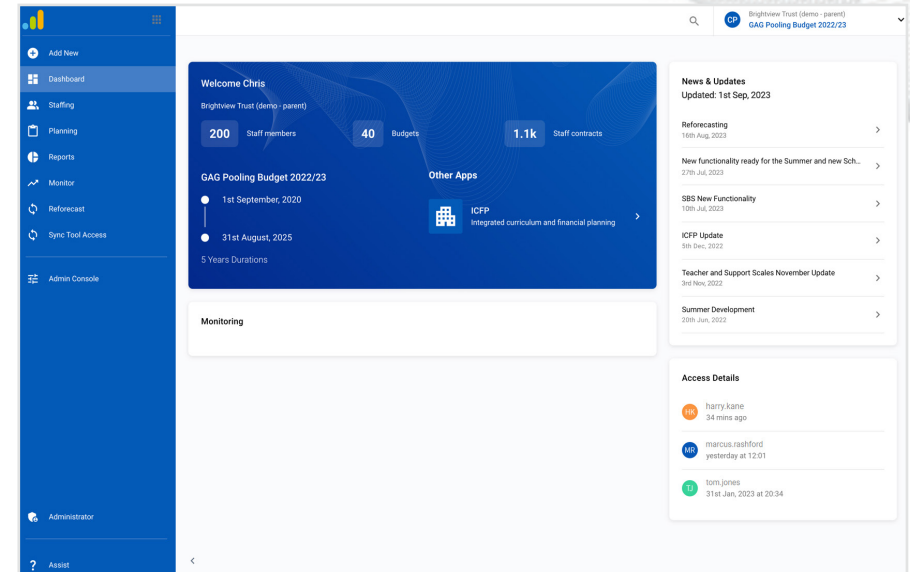 Add New
Dashboard
Staffing
Planning
Reports
Monitor
Reforecast
Sync Tool Access
Admin Console
Administrator
Assist
CP
Brightview Trust (demo - parent)
GAG Pooling Budget 2022/23
Welcome Chris
Brightview Trust (demo - parent)
200 Staff members
40 Budgets
1.1k Staff contracts
GAG Pooling Budget 2022/23
1st September, 2020
31st August, 2025
5 Years Durations
Other Apps
ICFP
Integrated curriculum and financial planning
Monitoring
News & Updates
Updated: 1st Sep, 2023
Reforecasting
16th Aug, 2023
New functionality ready for the Summer and new Sch...
27th Jul, 2023
SBS New Functionality
10th Jul, 2023
ICFP Update
5th Dec, 2022
Teacher and Support Scales November Update
3rd Nov, 2022
Summer Development
20th Jun, 2022
Access Details
HK
harry.kane
34 mins ago
MR
marcus.rashford
yesterday at 12:01
TJ
tom.jones
31st Jan, 2023 at 20:34